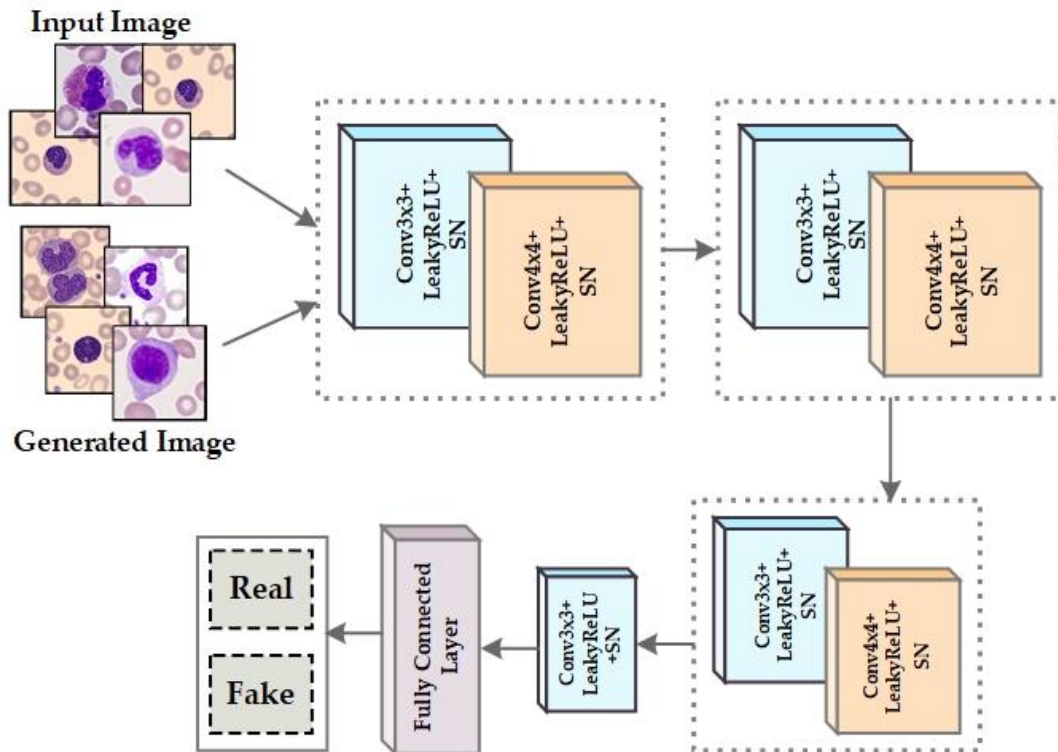 Input Image
Generated Image
Conv3x3+
LeakyReLU+
SN
Conv4x4+
LeakyReLU+
SN
Conv3x3+
LeakyReLU+
SN
Conv4x4+
LeakyReLU+
SN
Conv3x3+
LeakyReLU+
SN
Conv4x4+
LeakyReLU+
SN
Conv3x3+
LeakyReLU
+SN
Fully Connected
Layer
Real
Fake